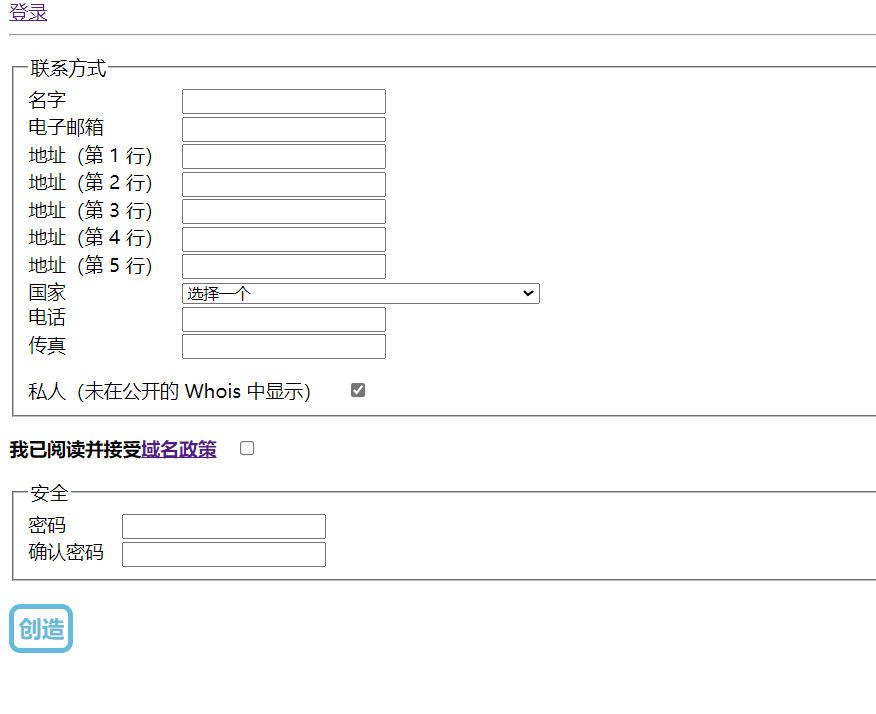 登录
联系方式
名字
电子邮箱
地址（第 1 行）
地址（第 2 行）
地址（第 3 行）
地址（第 4 行）
地址（第 5 行）
国家 选择一个
电话
传真
私人（未在公开的 Whois 中显示）
我已阅读并接受域名政策
安全
密码
确认密码
创造